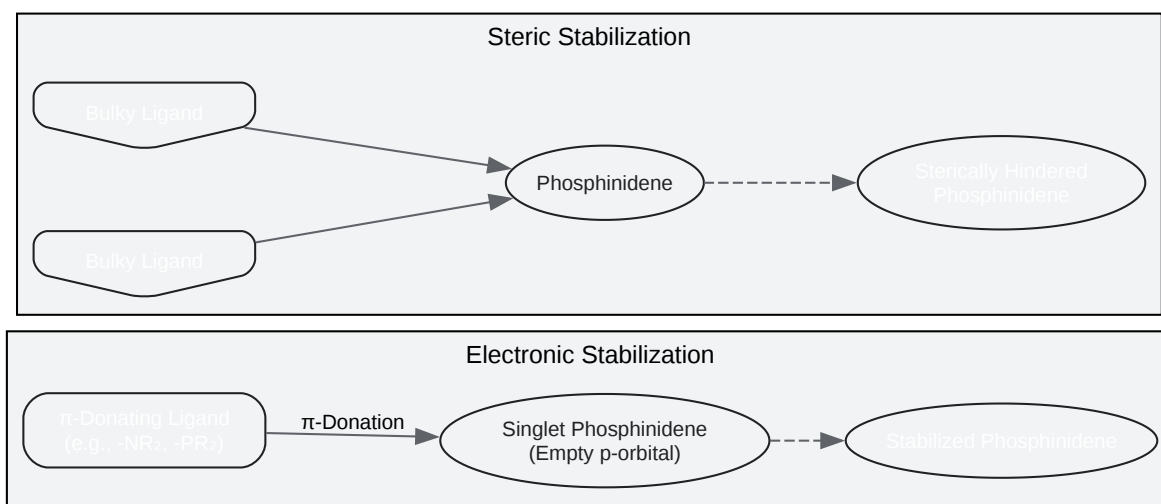 Steric Stabilization
Bulky Ligand
Phosphinidene
Sterically Hindered
Phosphinidene
Bulky Ligand
Electronic Stabilization
π-Donating Ligand
(e.g., -NR₂, -PR₂)
π-Donation
Singlet Phosphinidene
(Empty p-orbital)
Stabilized Phosphinidene